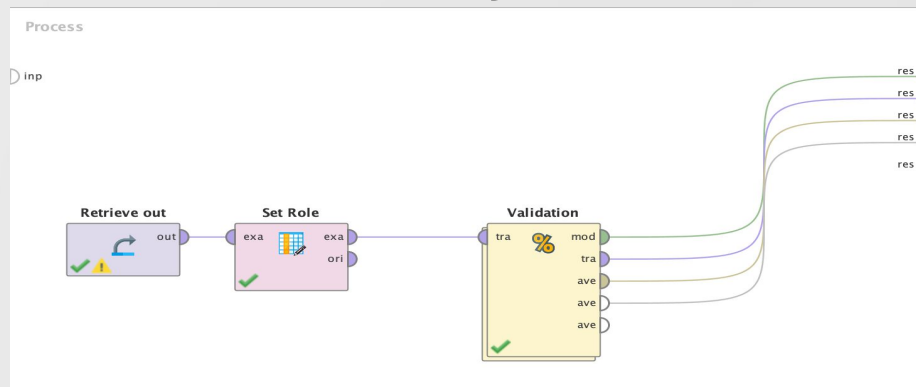 Process
inp
res
res
res
res
res
Retrieve out
out
Set Role
exa
exa
ori
Validation
tra
%
mod
tra
ave
ave
ave